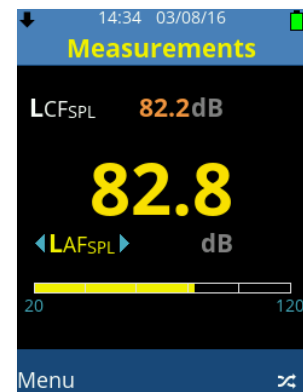 14:34 03/08/16
Measurements
LCFSPL 82.2dB
82.8
LAFSPL dB
20 120
Menu